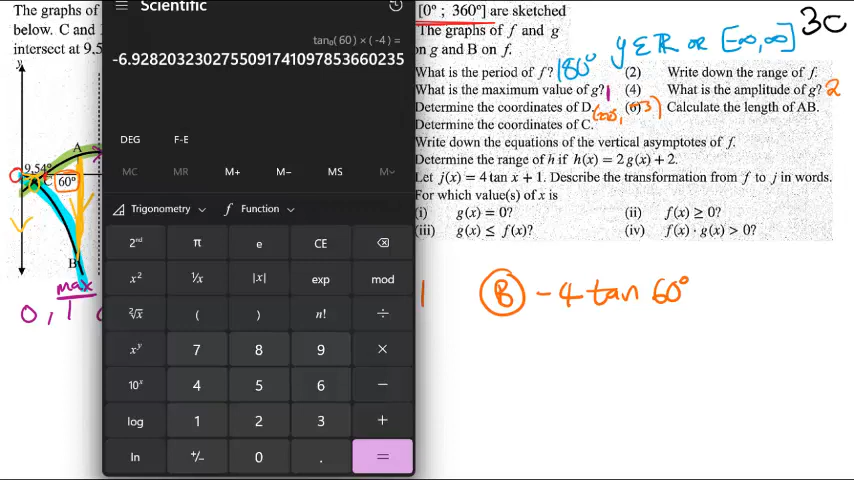 The graphs of
below. C and
intersect at 9.5
y
A
9,54°
C 60°
B
max
0, 1
Scientific
tan₀(60) × (-4) =
-6.9282032302755091741097853660235
DEG F-E
MC MR M+ M− MS M˅
Trigonometry ƒ Function
2ⁿᵈ π e CE
x² ¹/x |x| exp mod
²√x ( ) n! ÷
xʸ 7 8 9 ×
10ˣ 4 5 6 −
log 1 2 3 +
ln +/− 0 . =
[0° ; 360°] are sketched
The graphs of f and g
on g and B on f.
y ∈ ℝ or [-∞, ∞] 3C
What is the period of f? 180° (2) Write down the range of f.
What is the maximum value of g? 1 (4) What is the amplitude of g? 2
Determine the coordinates of D. (6) Calculate the length of AB.
Determine the coordinates of C.
Write down the equations of the vertical asymptotes of f.
Determine the range of h if h(x) = 2 g(x) + 2.
Let j(x) = 4 tan x + 1. Describe the transformation from f to j in words.
For which value(s) of x is
(i) g(x) = 0? (ii) f(x) ≥ 0?
(iii) g(x) ≤ f(x)? (iv) f(x) · g(x) > 0?
B − 4 tan 60°